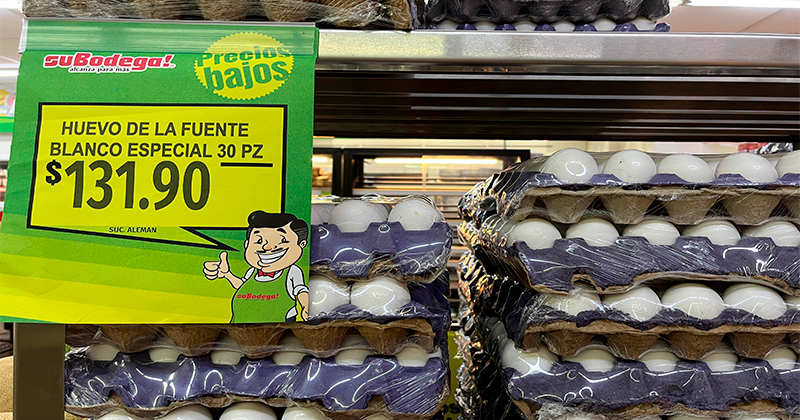 suBodega!
alcanza para más
Precios
bajos
HUEVO DE LA FUENTE
BLANCO ESPECIAL 30 PZ
$131.90
SUC. ALEMAN
suBodega!